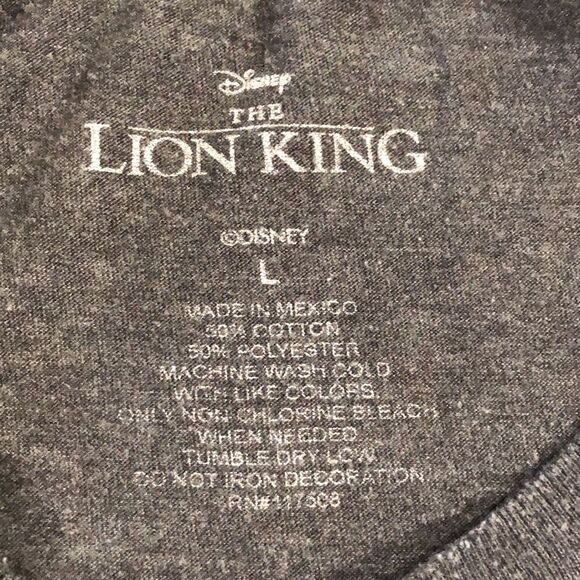 Disney
THE
LION KING
©DISNEY
L
MADE IN MEXICO
50% COTTON
50% POLYESTER
MACHINE WASH COLD
WITH LIKE COLORS,
ONLY NON CHLORINE BLEACH
WHEN NEEDED
TUMBLE DRY LOW
DO NOT IRON DECORATION
RN#117508